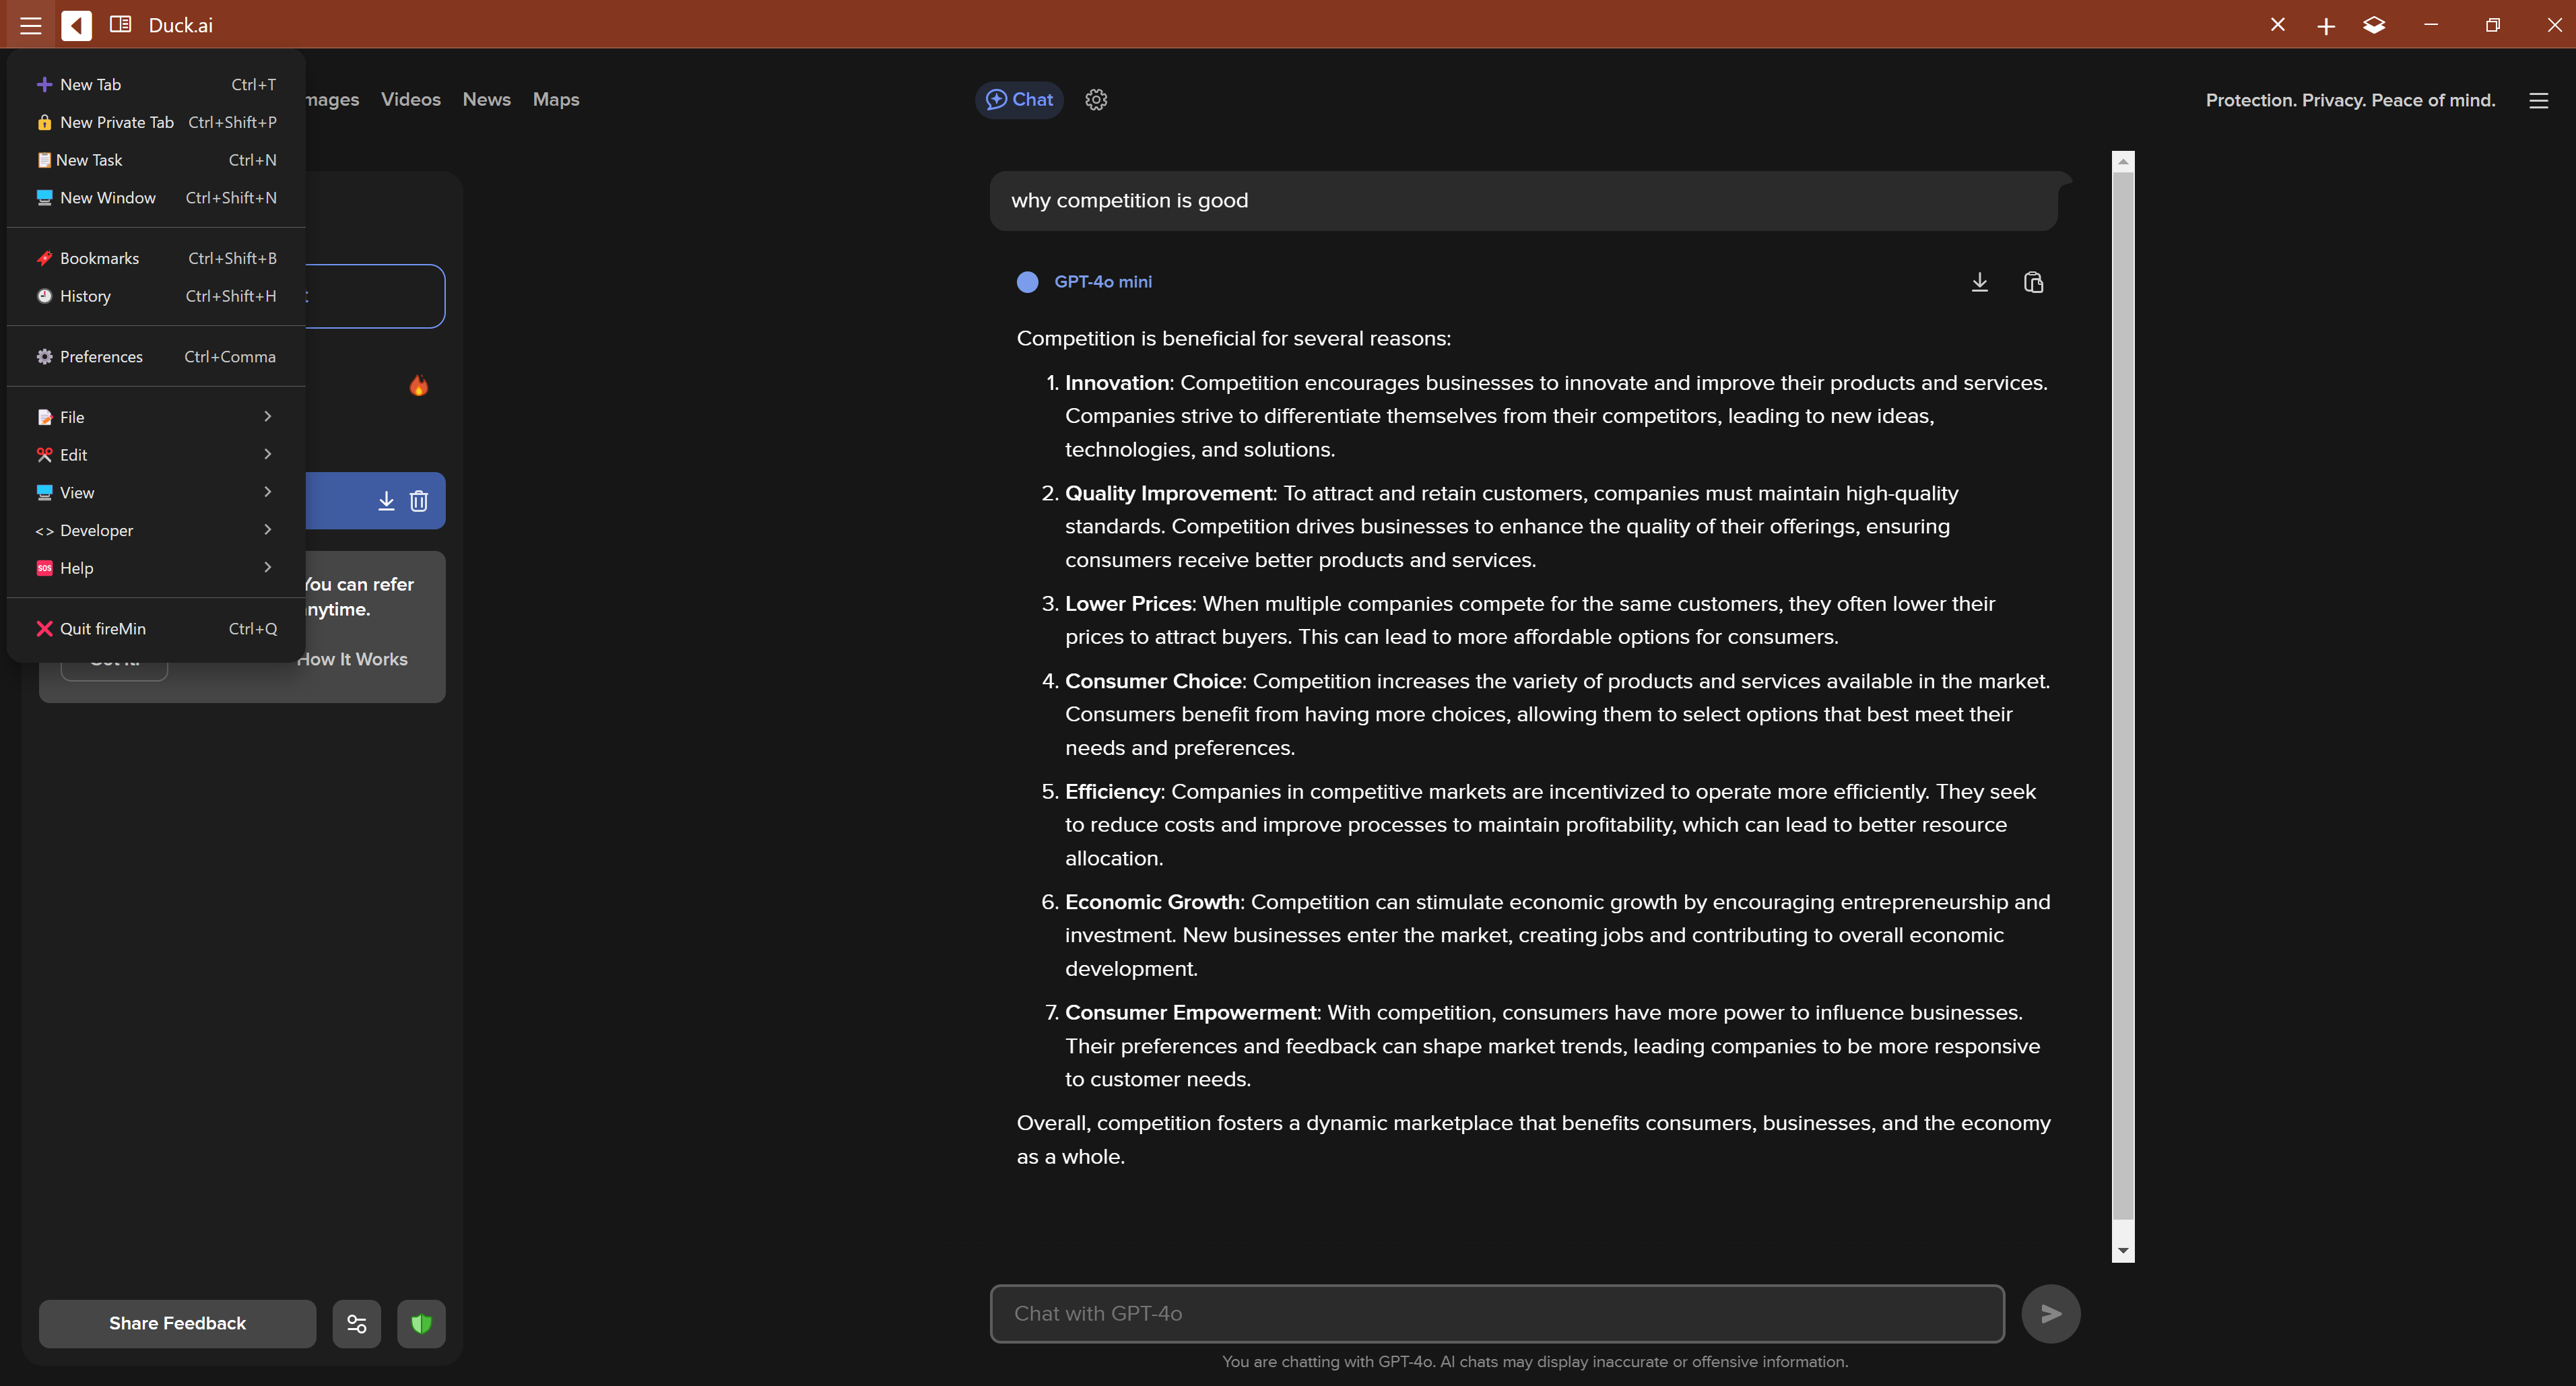 Duck.ai
New Tab Ctrl+T
New Private Tab Ctrl+Shift+P
New Task Ctrl+N
New Window Ctrl+Shift+N
Bookmarks Ctrl+Shift+B
History Ctrl+Shift+H
Preferences Ctrl+Comma
File
Edit
View
<> Developer
SOS Help
Quit fireMin Ctrl+Q
mages Videos News Maps
Chat
Protection. Privacy. Peace of mind.
You can refer
nytime.
How It Works
Share Feedback
why competition is good
GPT-4o mini
Competition is beneficial for several reasons:
1. Innovation: Competition encourages businesses to innovate and improve their products and services.
Companies strive to differentiate themselves from their competitors, leading to new ideas,
technologies, and solutions.
2. Quality Improvement: To attract and retain customers, companies must maintain high-quality
standards. Competition drives businesses to enhance the quality of their offerings, ensuring
consumers receive better products and services.
3. Lower Prices: When multiple companies compete for the same customers, they often lower their
prices to attract buyers. This can lead to more affordable options for consumers.
4. Consumer Choice: Competition increases the variety of products and services available in the market.
Consumers benefit from having more choices, allowing them to select options that best meet their
needs and preferences.
5. Efficiency: Companies in competitive markets are incentivized to operate more efficiently. They seek
to reduce costs and improve processes to maintain profitability, which can lead to better resource
allocation.
6. Economic Growth: Competition can stimulate economic growth by encouraging entrepreneurship and
investment. New businesses enter the market, creating jobs and contributing to overall economic
development.
7. Consumer Empowerment: With competition, consumers have more power to influence businesses.
Their preferences and feedback can shape market trends, leading companies to be more responsive
to customer needs.
Overall, competition fosters a dynamic marketplace that benefits consumers, businesses, and the economy
as a whole.
Chat with GPT-4o
You are chatting with GPT-4o. AI chats may display inaccurate or offensive information.